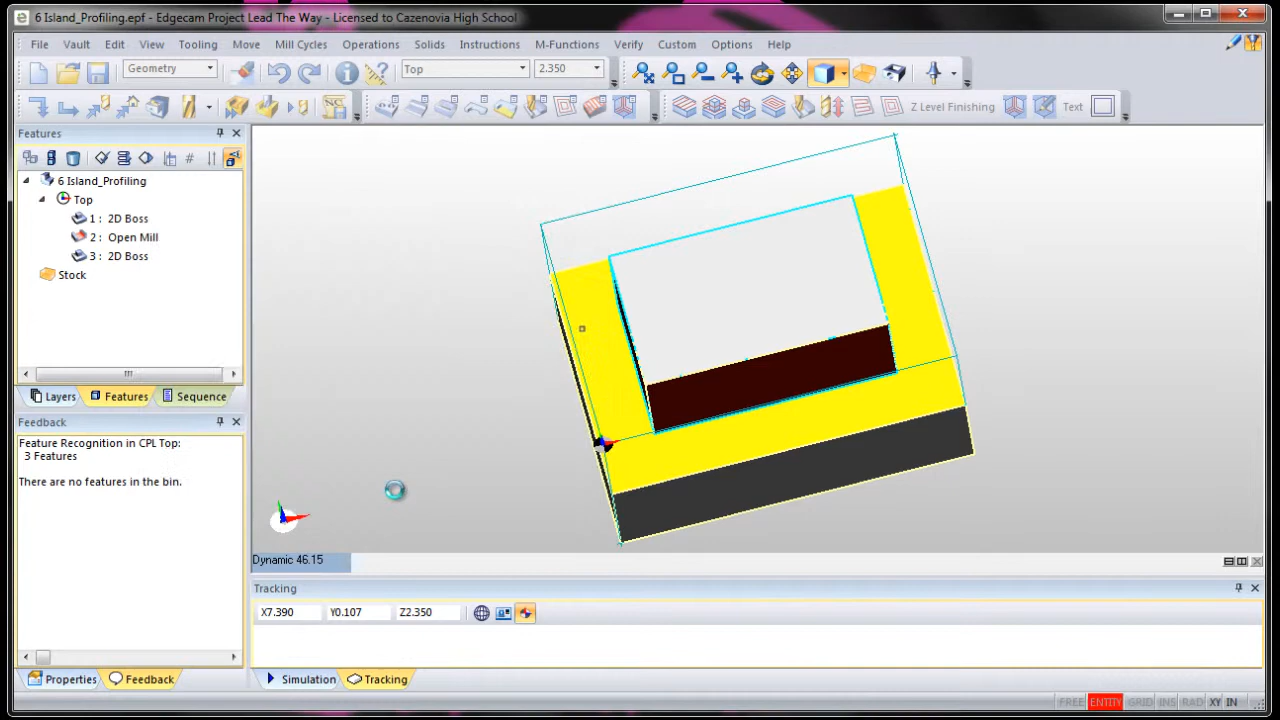 6 Island_Profiling.epf - Edgecam Project Lead The Way - Licensed to Cazenovia High School
File Vault Edit View Tooling Move Mill Cycles Operations Solids Instructions M-Functions Verify Custom Options Help
Geometry Top 2.350
Z Level Finishing Text
Features
6 Island_Profiling
Top
1 : 2D Boss
2 : Open Mill
3 : 2D Boss
Stock
Layers Features Sequence
Feedback
Feature Recognition in CPL Top:
3 Features
There are no features in the bin.
Dynamic 46.15
Tracking
X7.390 Y0.107 Z2.350
Properties Feedback Simulation Tracking
FREE ENTITY GRID INS RAD XY IN